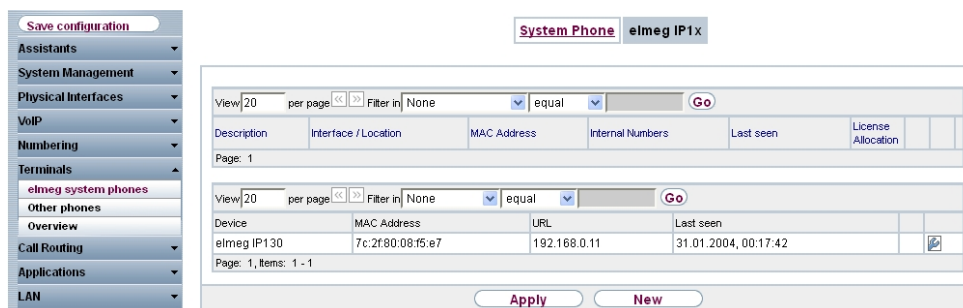 Save configuration
System Phone elmeg IP1x
Assistants
System Management
Physical Interfaces
VoIP
Numbering
Terminals
elmeg system phones
Other phones
Overview
Call Routing
Applications
LAN
View 20 per page << >> Filter in None equal Go
Description Interface / Location MAC Address Internal Numbers Last seen License Allocation
Page: 1
View 20 per page << >> Filter in None equal Go
Device MAC Address URL Last seen
elmeg IP130 7c:2f:80:08:f5:e7 192.168.0.11 31.01.2004, 00:17:42
Page: 1, Items: 1 - 1
Apply New